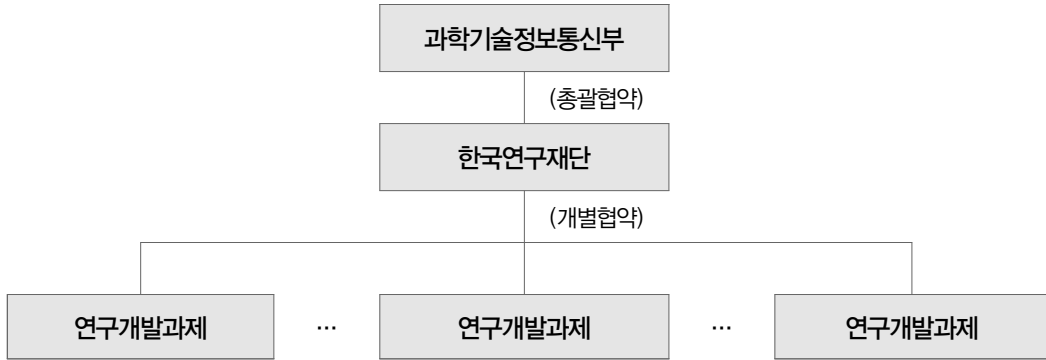 과학기술정보통신부
(총괄협약)
한국연구재단
(개별협약)
연구개발과제 … 연구개발과제 … 연구개발과제